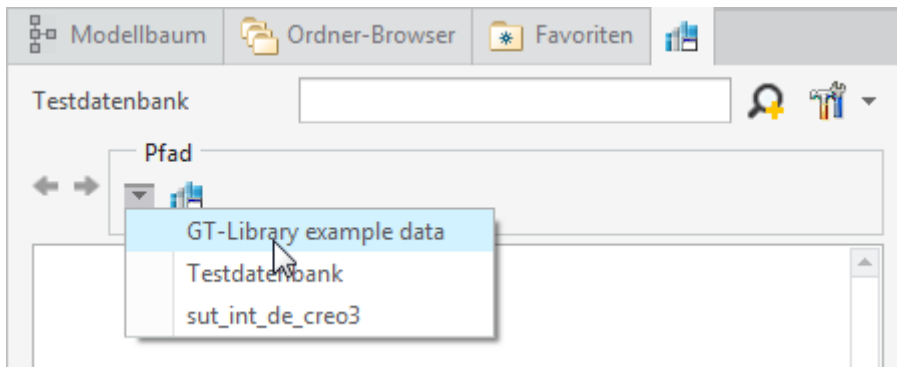 Modellbaum Ordner-Browser Favoriten
Testdatenbank
Pfad
GT-Library example data
Testdatenbank
sut_int_de_creo3